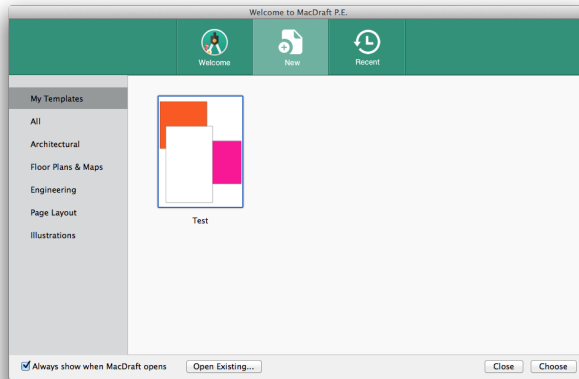 Welcome to MacDraft P.E.
Welcome
New
Recent
My Templates
All
Architectural
Floor Plans & Maps
Engineering
Page Layout
Illustrations
Test
Always show when MacDraft opens
Open Existing...
Close
Choose